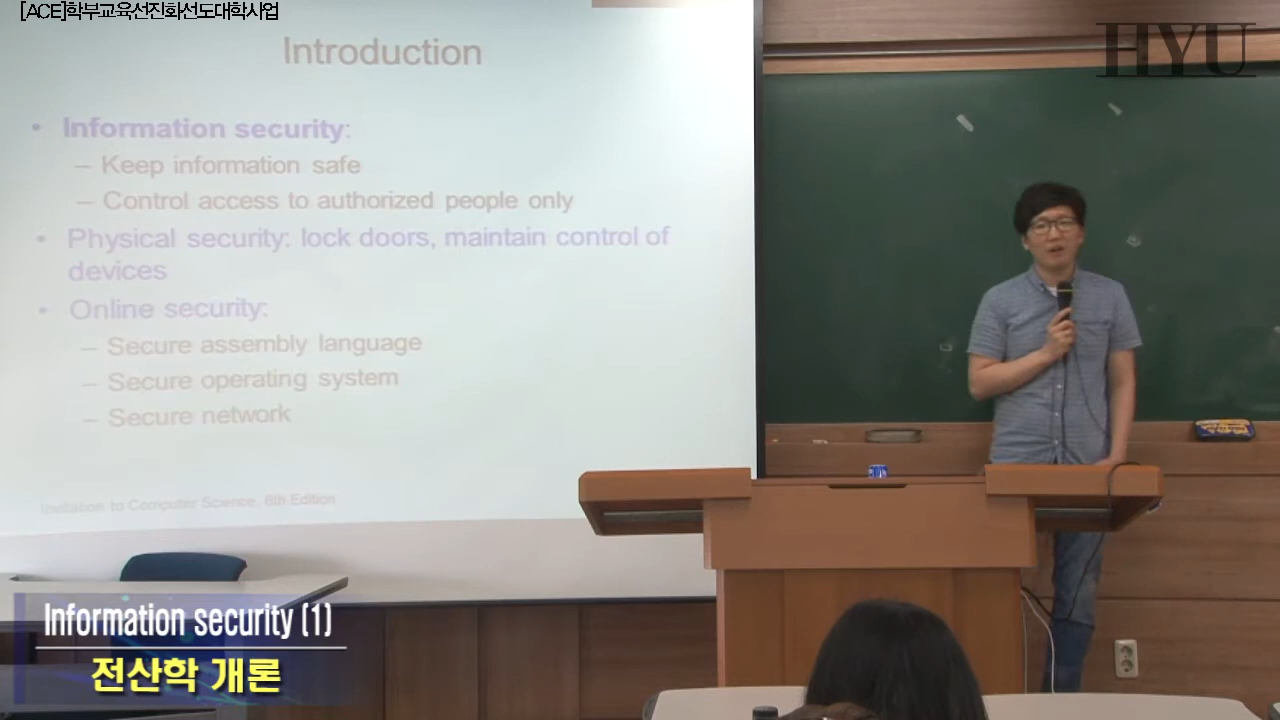 [ACE]학부교육선진화선도대학사업
HYU
Introduction
• Information security:
– Keep information safe
– Control access to authorized people only
• Physical security: lock doors, maintain control of
devices
• Online security:
– Secure assembly language
– Secure operating system
– Secure network
Invitation to Computer Science, 6th Edition
Information security (1)
전산학 개론